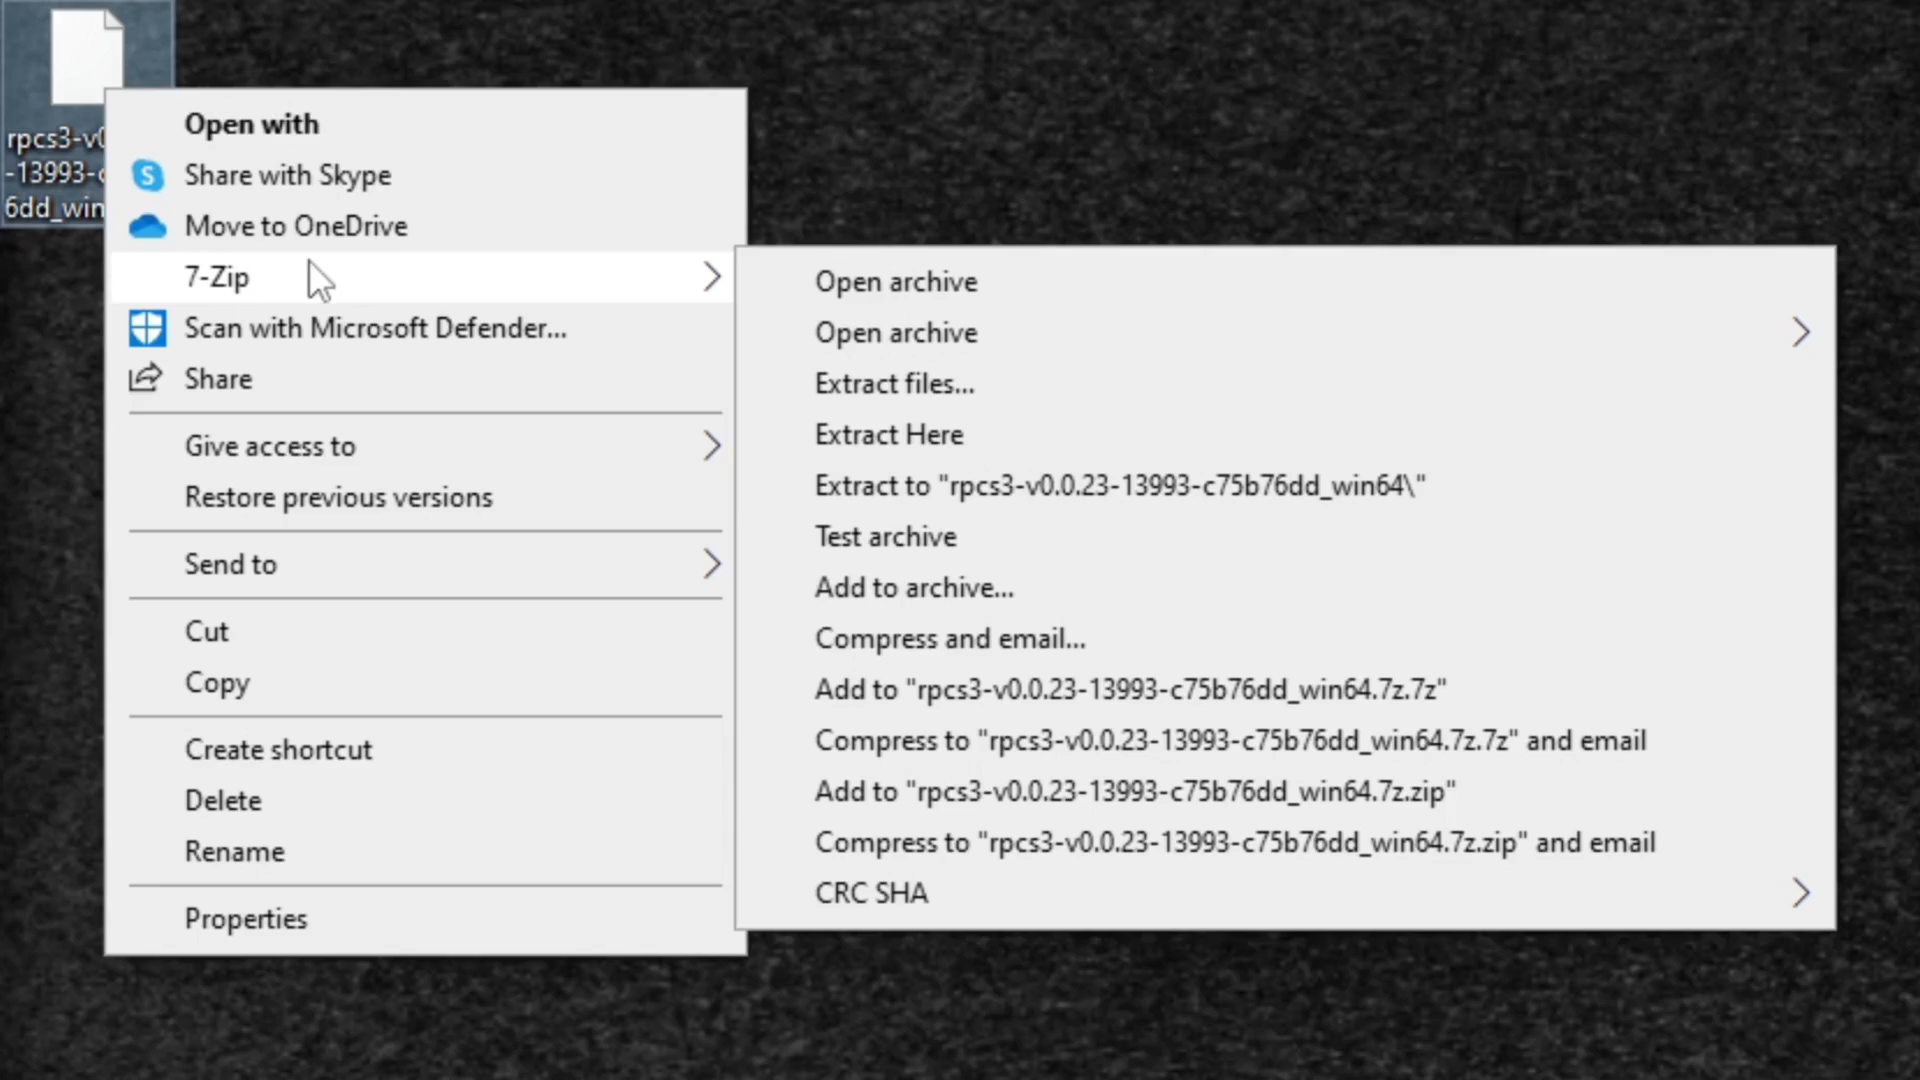 rpcs3-v0
-13993-c
6dd_win
Open with
Share with Skype
Move to OneDrive
7-Zip
Scan with Microsoft Defender...
Share
Give access to
Restore previous versions
Send to
Cut
Copy
Create shortcut
Delete
Rename
Properties
Open archive
Open archive
Extract files...
Extract Here
Extract to "rpcs3-v0.0.23-13993-c75b76dd_win64\"
Test archive
Add to archive...
Compress and email...
Add to "rpcs3-v0.0.23-13993-c75b76dd_win64.7z.7z"
Compress to "rpcs3-v0.0.23-13993-c75b76dd_win64.7z.7z" and email
Add to "rpcs3-v0.0.23-13993-c75b76dd_win64.7z.zip"
Compress to "rpcs3-v0.0.23-13993-c75b76dd_win64.7z.zip" and email
CRC SHA